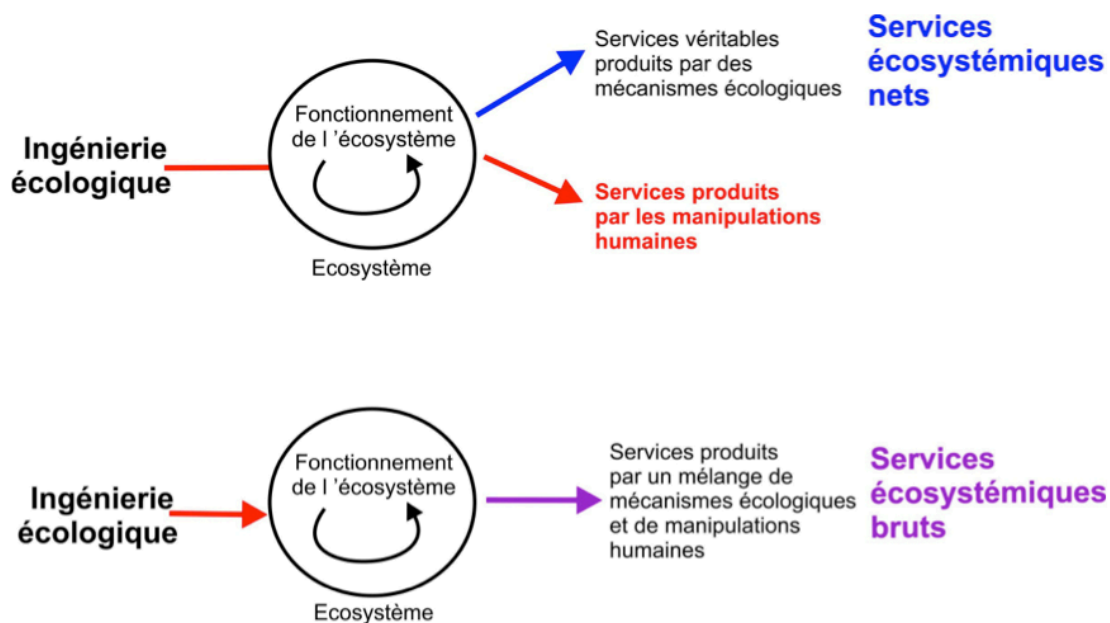 Ingénierie
écologique
Fonctionnement
de l ’écosystème
Ecosystème
Services véritables
produits par des
mécanismes écologiques
Services
écosystémiques
nets
Services produits
par les manipulations
humaines
Ingénierie
écologique
Fonctionnement
de l ’écosystème
Ecosystème
Services produits
par un mélange de
mécanismes écologiques
et de manipulations
humaines
Services
écosystémiques
bruts